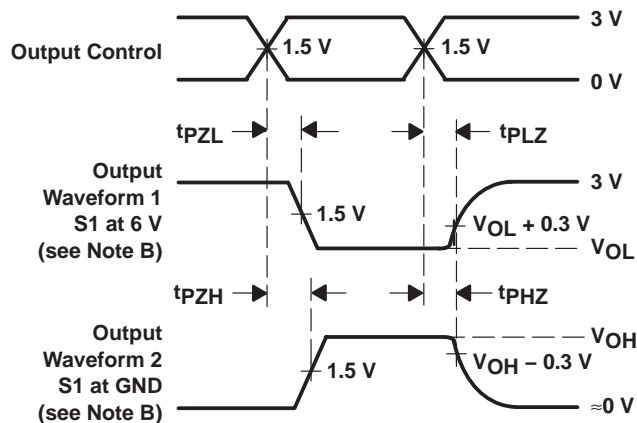 3 V
Output Control
1.5 V
1.5 V
0 V
tPZL
tPLZ
Output
Waveform 1
S1 at 6 V
(see Note B)
3 V
1.5 V
VOL + 0.3 V
VOL
tPZH
tPHZ
Output
Waveform 2
S1 at GND
(see Note B)
VOH
1.5 V
VOH − 0.3 V
≈0 V